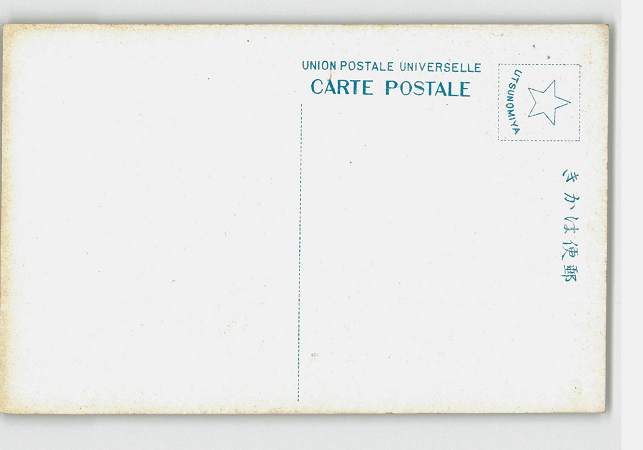 UNION POSTALE UNIVERSELLE
CARTE POSTALE
UTSUNOMIYA
きかは便郵